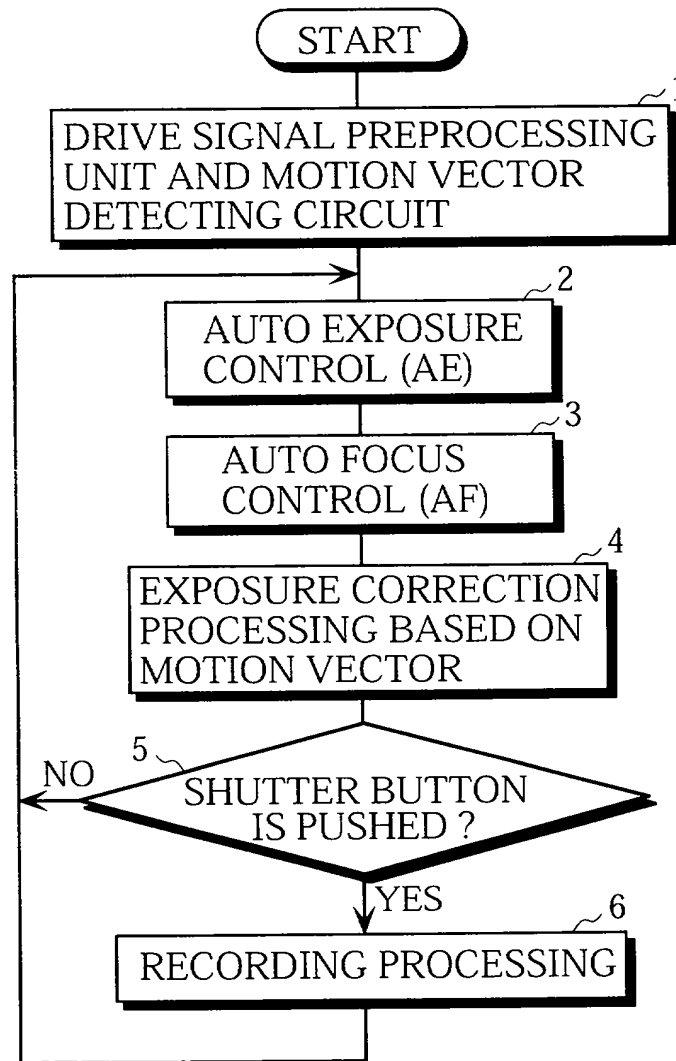 START
1
DRIVE SIGNAL PREPROCESSING
UNIT AND MOTION VECTOR
DETECTING CIRCUIT
2
AUTO EXPOSURE
CONTROL (AE)
3
AUTO FOCUS
CONTROL (AF)
4
EXPOSURE CORRECTION
PROCESSING BASED ON
MOTION VECTOR
5
NO
SHUTTER BUTTON
IS PUSHED ?
YES
6
RECORDING PROCESSING